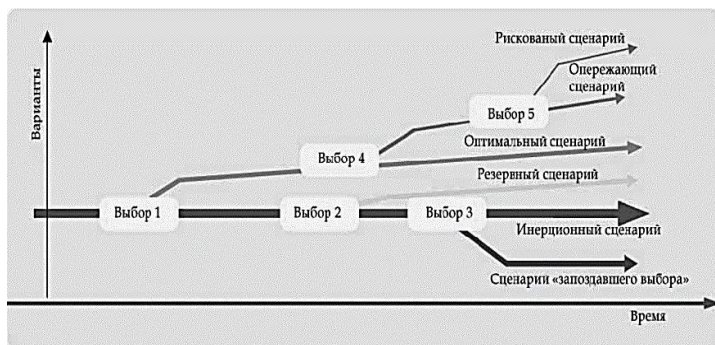 Рискованый сценарий
Опережающий
сценарий
Варианты
Выбор 5
Оптимальный сценарий
Выбор 4
Резервный сценарий
Выбор 1
Выбор 2
Выбор 3
Инерционный сценарий
Сценарии «запоздавшего выбора»
Время